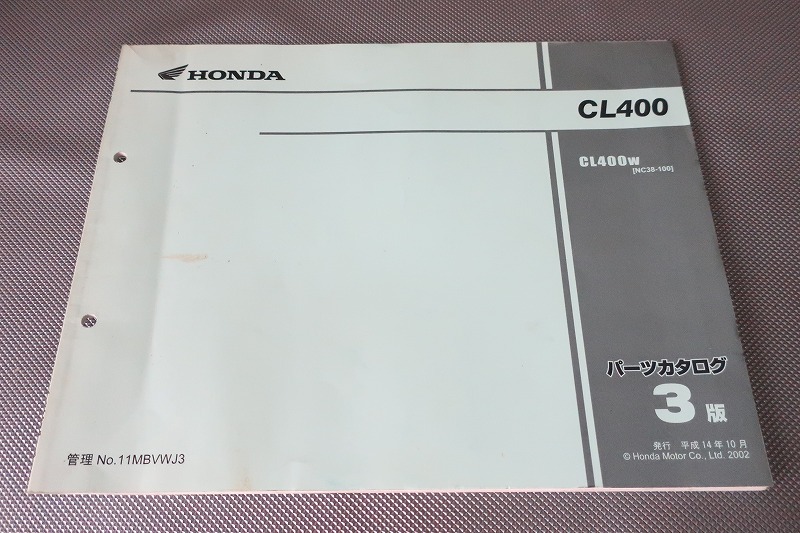 HONDA
CL400
CL400W
[NC38-100]
パーツカタログ
3版
発行 平成14年10月
© Honda Motor Co., Ltd. 2002
管理 No.11MBVWJ3